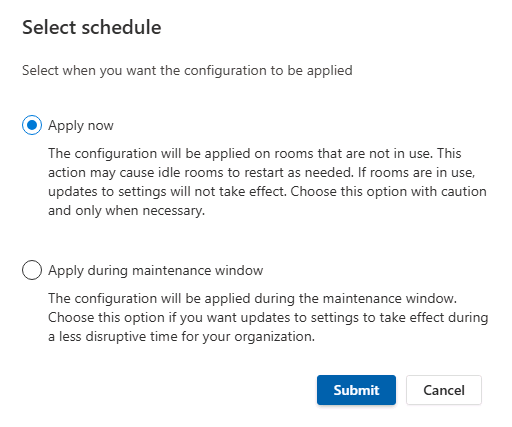 Select schedule
Select when you want the configuration to be applied
Apply now
The configuration will be applied on rooms that are not in use. This
action may cause idle rooms to restart as needed. If rooms are in use,
updates to settings will not take effect. Choose this option with caution
and only when necessary.
Apply during maintenance window
The configuration will be applied during the maintenance window.
Choose this option if you want updates to settings to take effect during
a less disruptive time for your organization.
Submit Cancel